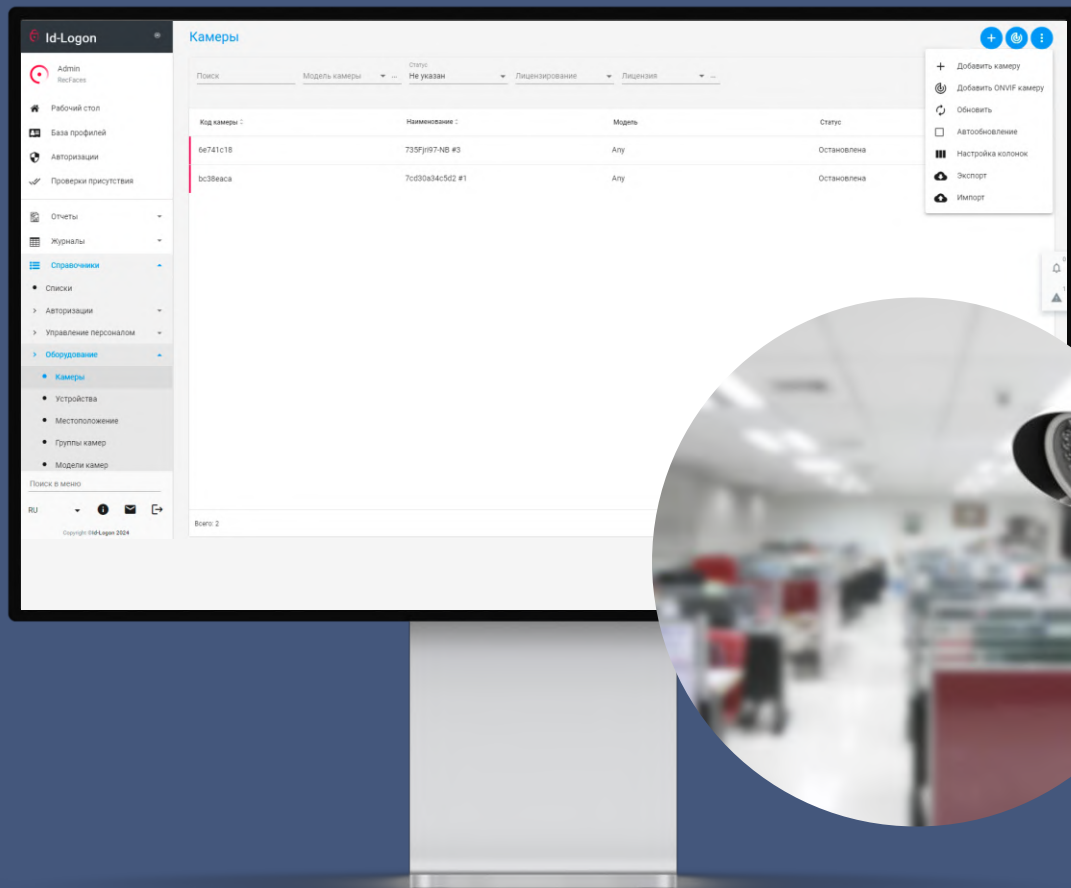 Id-Logon
Камеры
Admin
RecFaces
Рабочий стол
База профилей
Авторизации
Проверки присутствия
Отчеты
Журналы
Справочники
Списки
Авторизации
Управление персоналом
Оборудование
Камеры
Устройства
Местоположение
Группы камер
Модели камер
Поиск в меню
RU
Copyright ©Id-Logon 2024
Поиск
Модель камеры
Статус
Не указан
Лицензирование
Лицензия
Код камеры Наименование Модель Статус
6e741c18 735Fjri97-NB #3 Any Остановлена
bc38eaca 7cd30a34c5d2 #1 Any Остановлена
Всего: 2
Добавить камеру
Добавить ONVIF камеру
Обновить
Автообновление
Настройка колонок
Экспорт
Импорт